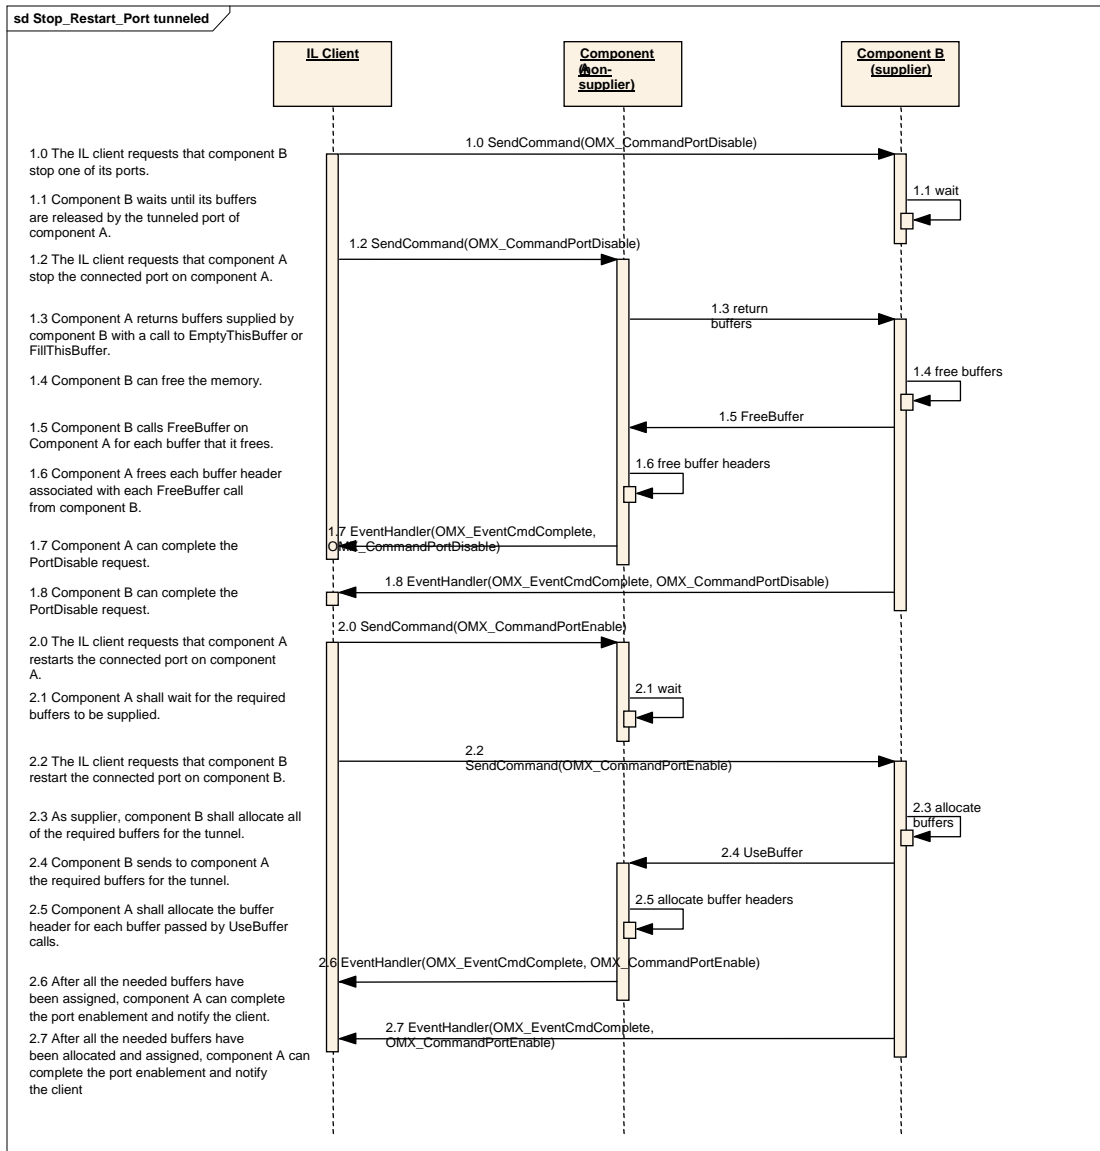 sd Stop_Restart_Port tunneled
IL Client
Component
A
(non-
supplier)
Component B
(supplier)
1.0 The IL client requests that component B
stop one of its ports.
1.1 Component B waits until its buffers
are released by the tunneled port of
component A.
1.2 The IL client requests that component A
stop the connected port on component A.
1.3 Component A returns buffers supplied by
component B with a call to EmptyThisBuffer or
FillThisBuffer.
1.4 Component B can free the memory.
1.5 Component B calls FreeBuffer on
Component A for each buffer that it frees.
1.6 Component A frees each buffer header
associated with each FreeBuffer call
from component B.
1.7 Component A can complete the
PortDisable request.
1.8 Component B can complete the
PortDisable request.
2.0 The IL client requests that component A
restarts the connected port on component
A.
2.1 Component A shall wait for the required
buffers to be supplied.
2.2 The IL client requests that component B
restart the connected port on component B.
2.3 As supplier, component B shall allocate all
of the required buffers for the tunnel.
2.4 Component B sends to component A
the required buffers for the tunnel.
2.5 Component A shall allocate the buffer
header for each buffer passed by UseBuffer
calls.
2.6 After all the needed buffers have
been assigned, component A can complete
the port enablement and notify the client.
2.7 After all the needed buffers have
been allocated and assigned, component A can
complete the port enablement and notify
the client
1.0 SendCommand(OMX_CommandPortDisable)
1.1 wait
1.2 SendCommand(OMX_CommandPortDisable)
1.3 return
buffers
1.4 free buffers
1.5 FreeBuffer
1.6 free buffer headers
1.7 EventHandler(OMX_EventCmdComplete,
OMX_CommandPortDisable)
1.8 EventHandler(OMX_EventCmdComplete, OMX_CommandPortDisable)
2.0 SendCommand(OMX_CommandPortEnable)
2.1 wait
2.2
SendCommand(OMX_CommandPortEnable)
2.3 allocate
buffers
2.4 UseBuffer
2.5 allocate buffer headers
2.6 EventHandler(OMX_EventCmdComplete, OMX_CommandPortEnable)
2.7 EventHandler(OMX_EventCmdComplete,
OMX_CommandPortEnable)